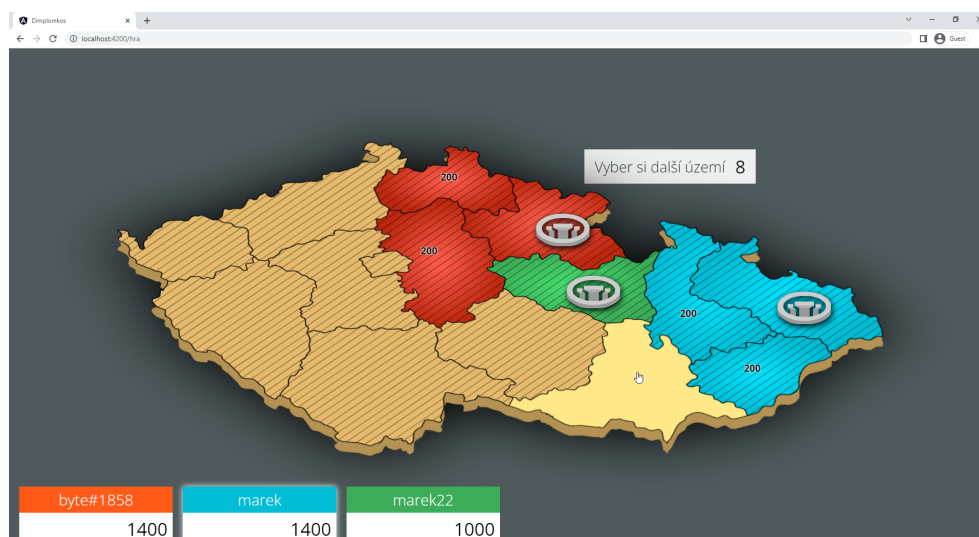 Dimplomkos
localhost:4200/hra
Guest
Vyber si další území 8
200
200
200
200
byte#1858
1400
marek
1400
marek22
1000